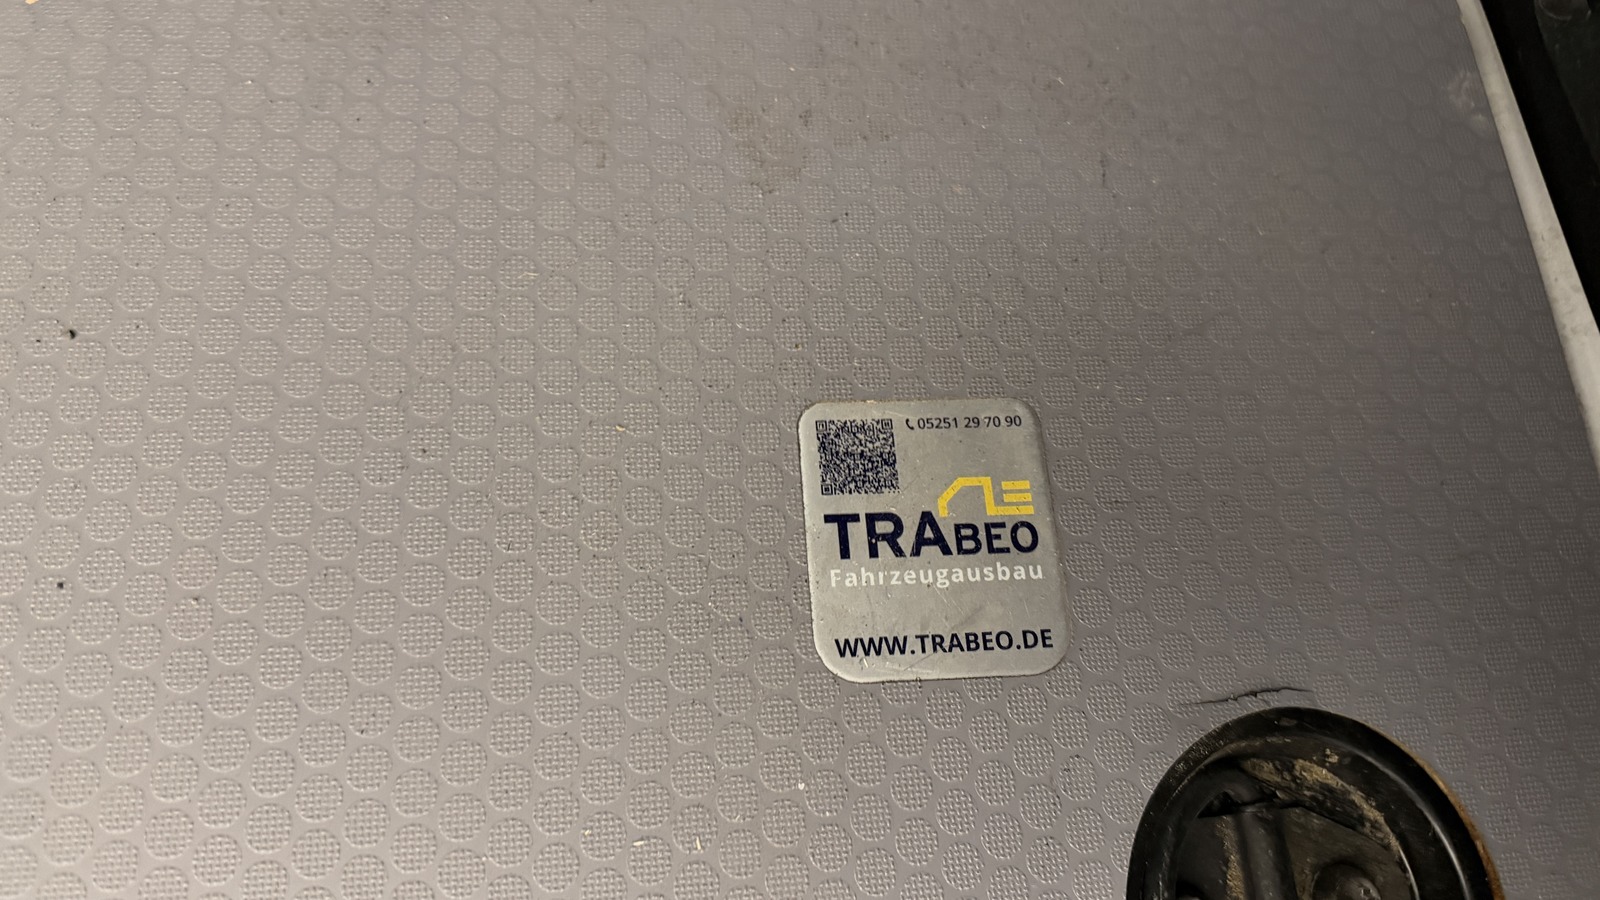 05251 29 70 90
TRABEO
Fahrzeugausbau
WWW.TRABEO.DE